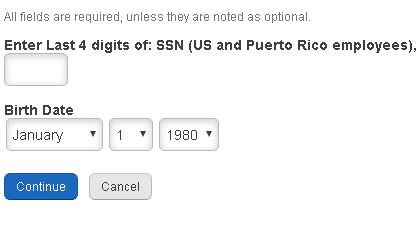 All fields are required, unless they are noted as optional.
Enter Last 4 digits of: SSN (US and Puerto Rico employees),
Birth Date
January 1 1980
Continue Cancel